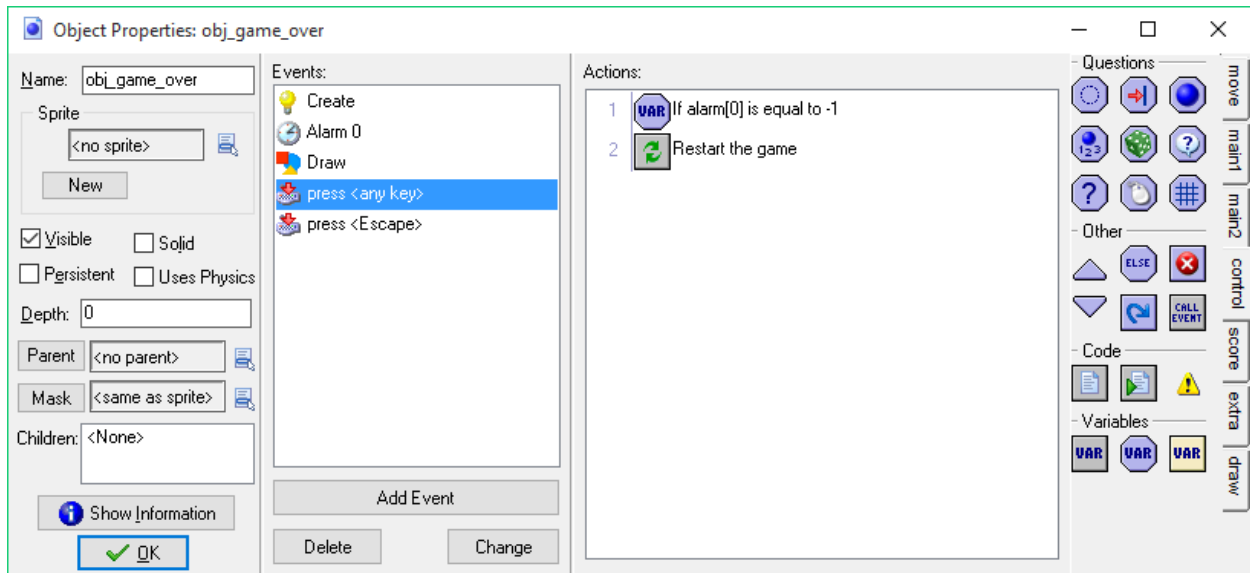 Object Properties: obj_game_over
Name: obj_game_over
Sprite
<no sprite>
New
Visible
Solid
Persistent
Uses Physics
Depth: 0
Parent <no parent>
Mask <same as sprite>
Children: <None>
Show Information
OK
Events:
Create
Alarm 0
Draw
press <any key>
press <Escape>
Add Event
Delete
Change
Actions:
1 VAR If alarm[0] is equal to -1
2 Restart the game
Questions
123
?
?
Other
ELSE
CALL EVENT
Code
Variables
VAR VAR VAR
move
main1
main2
control
score
extra
draw